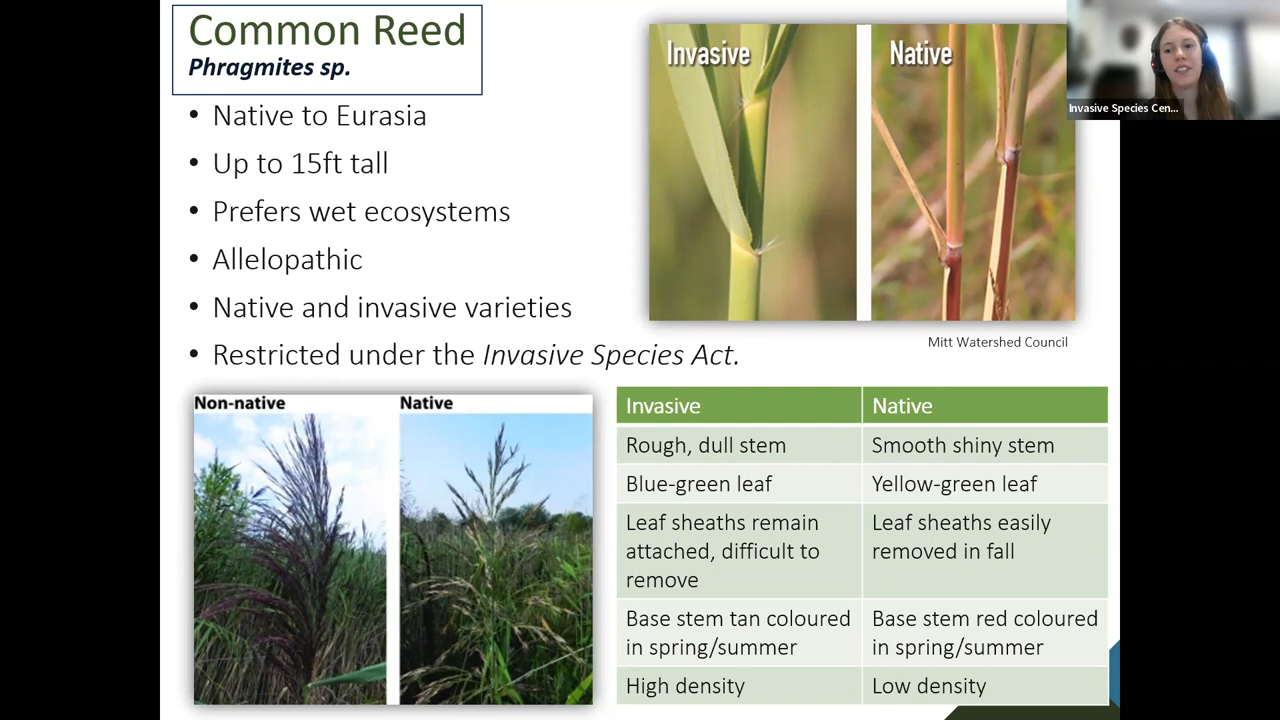 Common Reed
Phragmites sp.
• Native to Eurasia
• Up to 15ft tall
• Prefers wet ecosystems
• Allelopathic
• Native and invasive varieties
• Restricted under the Invasive Species Act.
Invasive
Native
Invasive Species Cen...
Mitt Watershed Council
Non-native
Native
Invasive Native
Rough, dull stem Smooth shiny stem
Blue-green leaf Yellow-green leaf
Leaf sheaths remain
attached, difficult to
remove
Leaf sheaths easily
removed in fall
Base stem tan coloured
in spring/summer
Base stem red coloured
in spring/summer
High density Low density